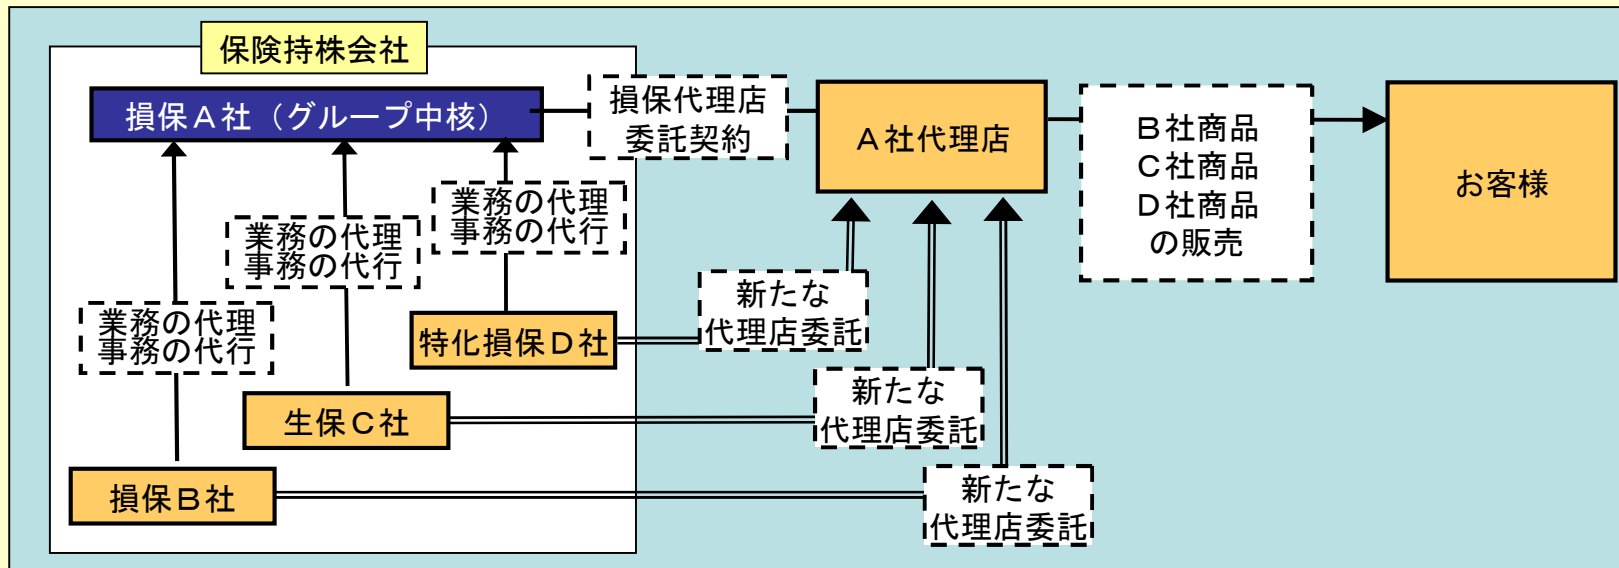 保険持株会社
損保Ａ社（グループ中核）
損保代理店
委託契約
Ａ社代理店
Ｂ社商品
Ｃ社商品
Ｄ社商品
の販売
お客様
業務の代理
事務の代行
業務の代理
事務の代行
業務の代理
事務の代行
特化損保Ｄ社
新たな
代理店委託
生保Ｃ社
新たな
代理店委託
損保Ｂ社
新たな
代理店委託